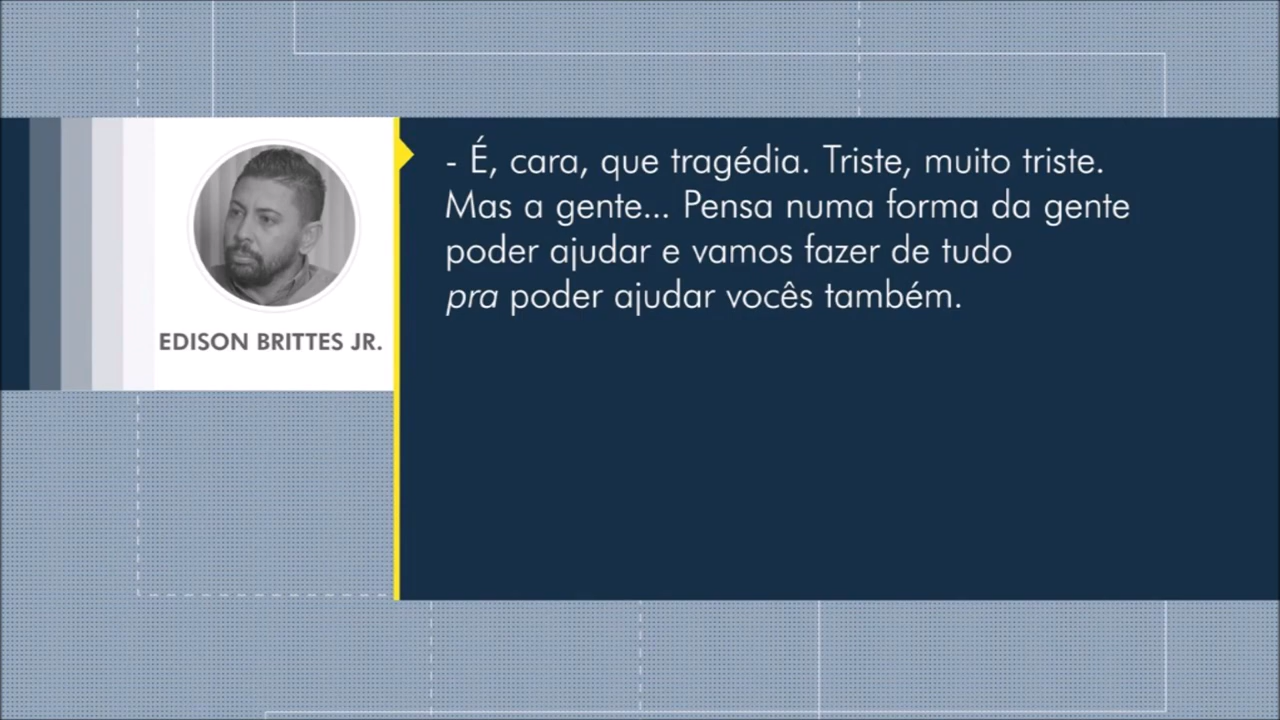 EDISON BRITTES JR.
- É, cara, que tragédia. Triste, muito triste.
Mas a gente... Pensa numa forma da gente
poder ajudar e vamos fazer de tudo
pra poder ajudar vocês também.